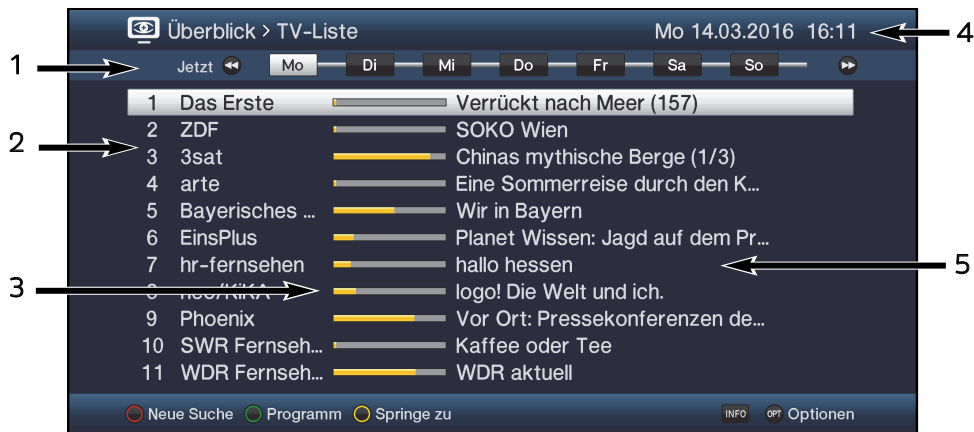 Überblick > TV-Liste Mo 14.03.2016 16:11 4
1 Jetzt Mo Di Mi Do Fr Sa So
1 Das Erste Verrückt nach Meer (157)
2 ZDF SOKO Wien
2
3 3sat Chinas mythische Berge (1/3)
4 arte Eine Sommerreise durch den K...
5 Bayerisches ... Wir in Bayern
6 EinsPlus Planet Wissen: Jagd auf dem Pr...
7 hr-fernsehen hallo hessen 5
3 logo! Die Welt und ich.
9 Phoenix Vor Ort: Pressekonferenzen de...
10 SWR Fernseh... Kaffee oder Tee
11 WDR Fernseh... WDR aktuell
Neue Suche Programm Springe zu INFO OPT Optionen